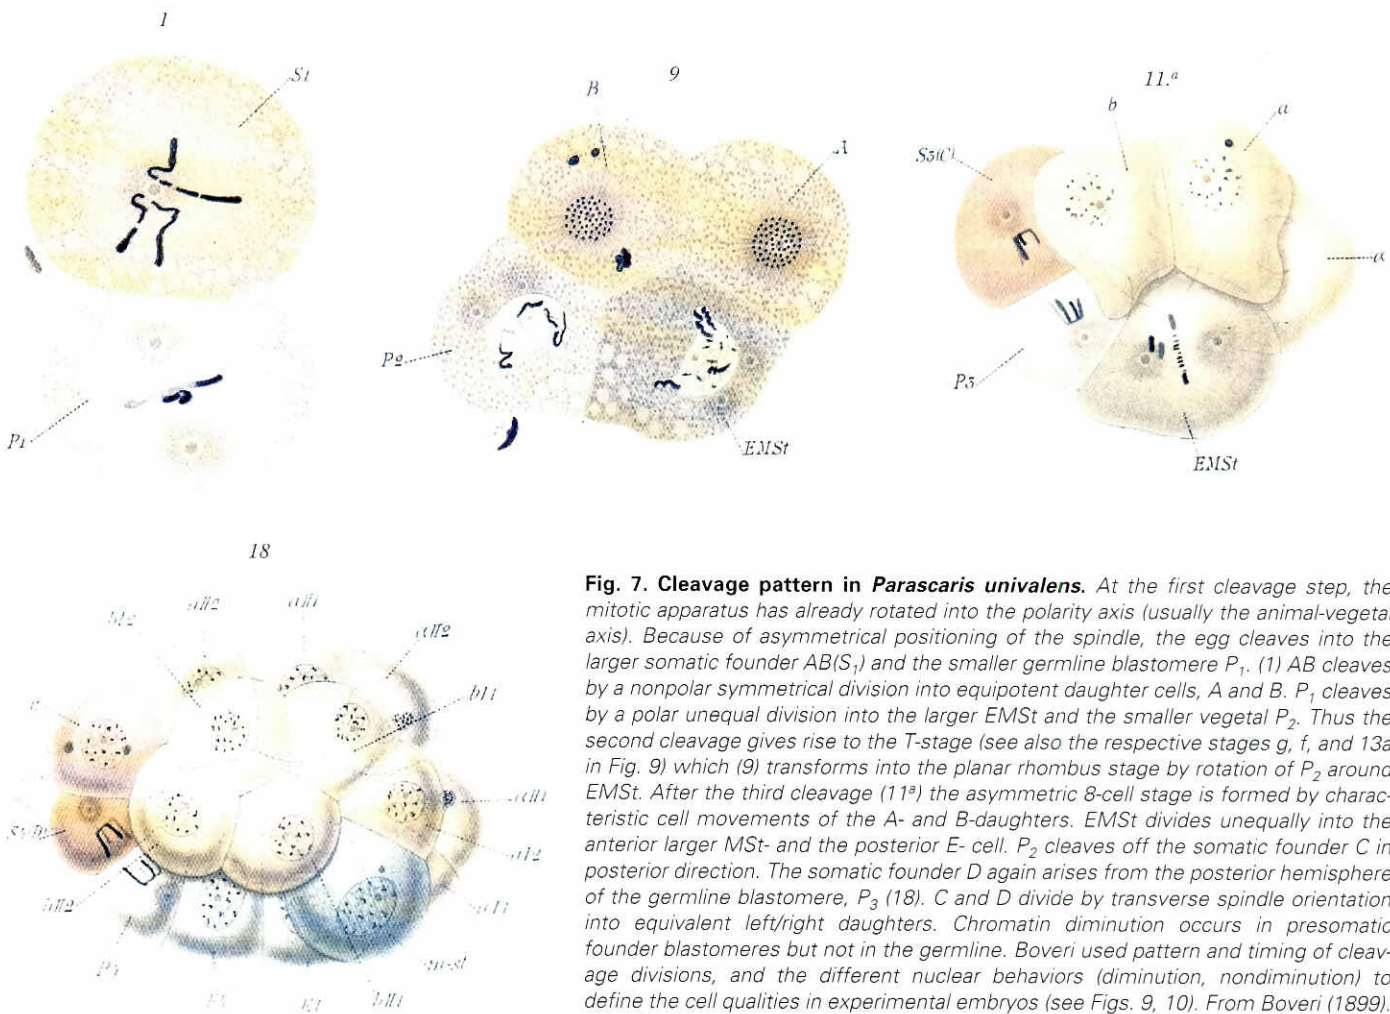 1
S1
P1
9
B
A
P2
EMSt
11.ª
b
a
S3(C)
α
P3
EMSt
18
αII2
b11
c
P4
m-st
Fig. 7. Cleavage pattern in Parascaris univalens. At the first cleavage step, the
mitotic apparatus has already rotated into the polarity axis (usually the animal-vegetal
axis). Because of asymmetrical positioning of the spindle, the egg cleaves into the
larger somatic founder AB(S₁) and the smaller germline blastomere P₁. (1) AB cleaves
by a nonpolar symmetrical division into equipotent daughter cells, A and B. P₁ cleaves
by a polar unequal division into the larger EMSt and the smaller vegetal P₂. Thus the
second cleavage gives rise to the T-stage (see also the respective stages g, f, and 13a
in Fig. 9) which (9) transforms into the planar rhombus stage by rotation of P₂ around
EMSt. After the third cleavage (11ª) the asymmetric 8-cell stage is formed by charac-
teristic cell movements of the A- and B-daughters. EMSt divides unequally into the
anterior larger MSt- and the posterior E- cell. P₂ cleaves off the somatic founder C in
posterior direction. The somatic founder D again arises from the posterior hemisphere
of the germline blastomere, P₃ (18). C and D divide by transverse spindle orientation
into equivalent left/right daughters. Chromatin diminution occurs in presomatic
founder blastomeres but not in the germline. Boveri used pattern and timing of cleav-
age divisions, and the different nuclear behaviors (diminution, nondiminution) to
define the cell qualities in experimental embryos (see Figs. 9, 10). From Boveri (1899).